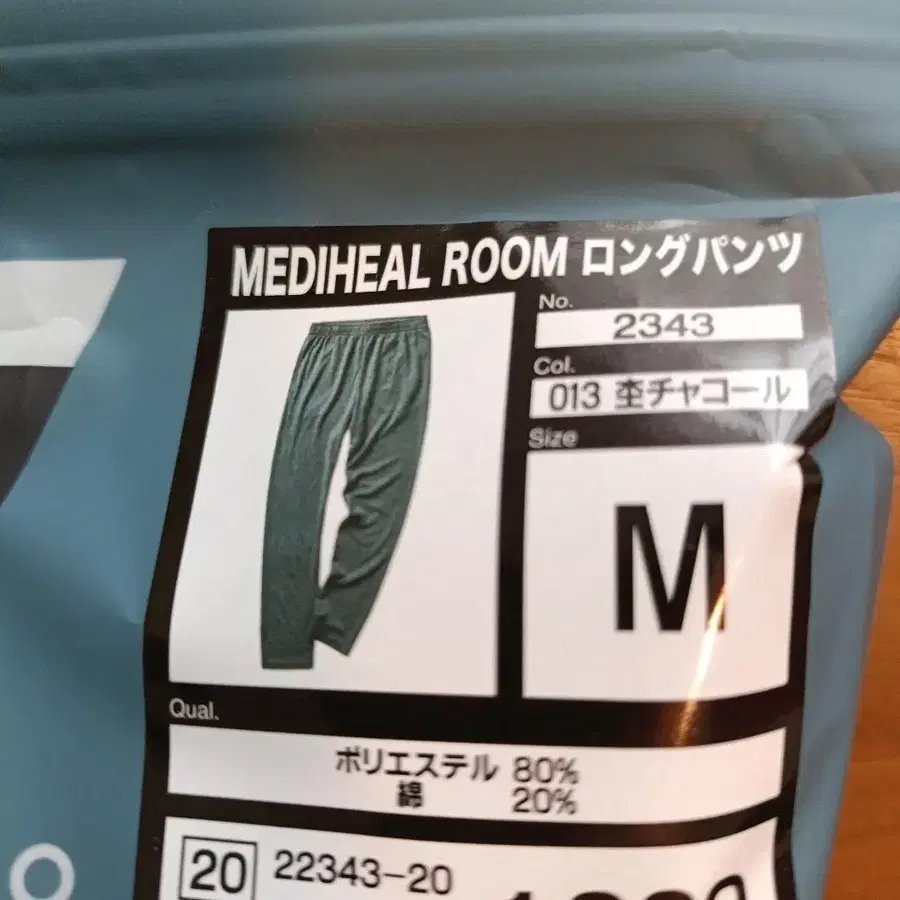 MEDIHEAL ROOM ロングパンツ
No.
2343
Col.
013 杢チャコール
Size
M
Qual.
ポリエステル 80%
綿 20%
20 22343-20